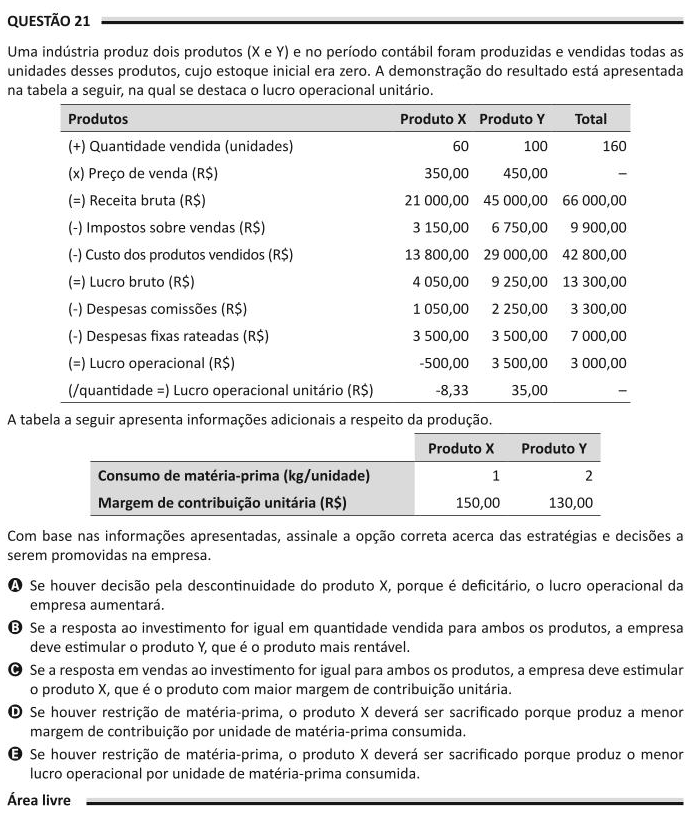 QUESTÃO 21
Uma indústria produz dois produtos (X e Y) e no período contábil foram produzidas e vendidas todas as
unidades desses produtos, cujo estoque inicial era zero. A demonstração do resultado está apresentada
na tabela a seguir, na qual se destaca o lucro operacional unitário.
Produtos Produto X Produto Y Total
(+) Quantidade vendida (unidades) 60 100 160
(x) Preço de venda (R$) 350,00 450,00 –
(=) Receita bruta (R$) 21 000,00 45 000,00 66 000,00
(-) Impostos sobre vendas (R$) 3 150,00 6 750,00 9 900,00
(-) Custo dos produtos vendidos (R$) 13 800,00 29 000,00 42 800,00
(=) Lucro bruto (R$) 4 050,00 9 250,00 13 300,00
(-) Despesas comissões (R$) 1 050,00 2 250,00 3 300,00
(-) Despesas fixas rateadas (R$) 3 500,00 3 500,00 7 000,00
(=) Lucro operacional (R$) -500,00 3 500,00 3 000,00
(/quantidade =) Lucro operacional unitário (R$) -8,33 35,00 –
A tabela a seguir apresenta informações adicionais a respeito da produção.
Produto X Produto Y
Consumo de matéria-prima (kg/unidade) 1 2
Margem de contribuição unitária (R$) 150,00 130,00
Com base nas informações apresentadas, assinale a opção correta acerca das estratégias e decisões a
serem promovidas na empresa.
A Se houver decisão pela descontinuidade do produto X, porque é deficitário, o lucro operacional da
empresa aumentará.
B Se a resposta ao investimento for igual em quantidade vendida para ambos os produtos, a empresa
deve estimular o produto Y, que é o produto mais rentável.
C Se a resposta em vendas ao investimento for igual para ambos os produtos, a empresa deve estimular
o produto X, que é o produto com maior margem de contribuição unitária.
D Se houver restrição de matéria-prima, o produto X deverá ser sacrificado porque produz a menor
margem de contribuição por unidade de matéria-prima consumida.
E Se houver restrição de matéria-prima, o produto X deverá ser sacrificado porque produz o menor
lucro operacional por unidade de matéria-prima consumida.
Área livre